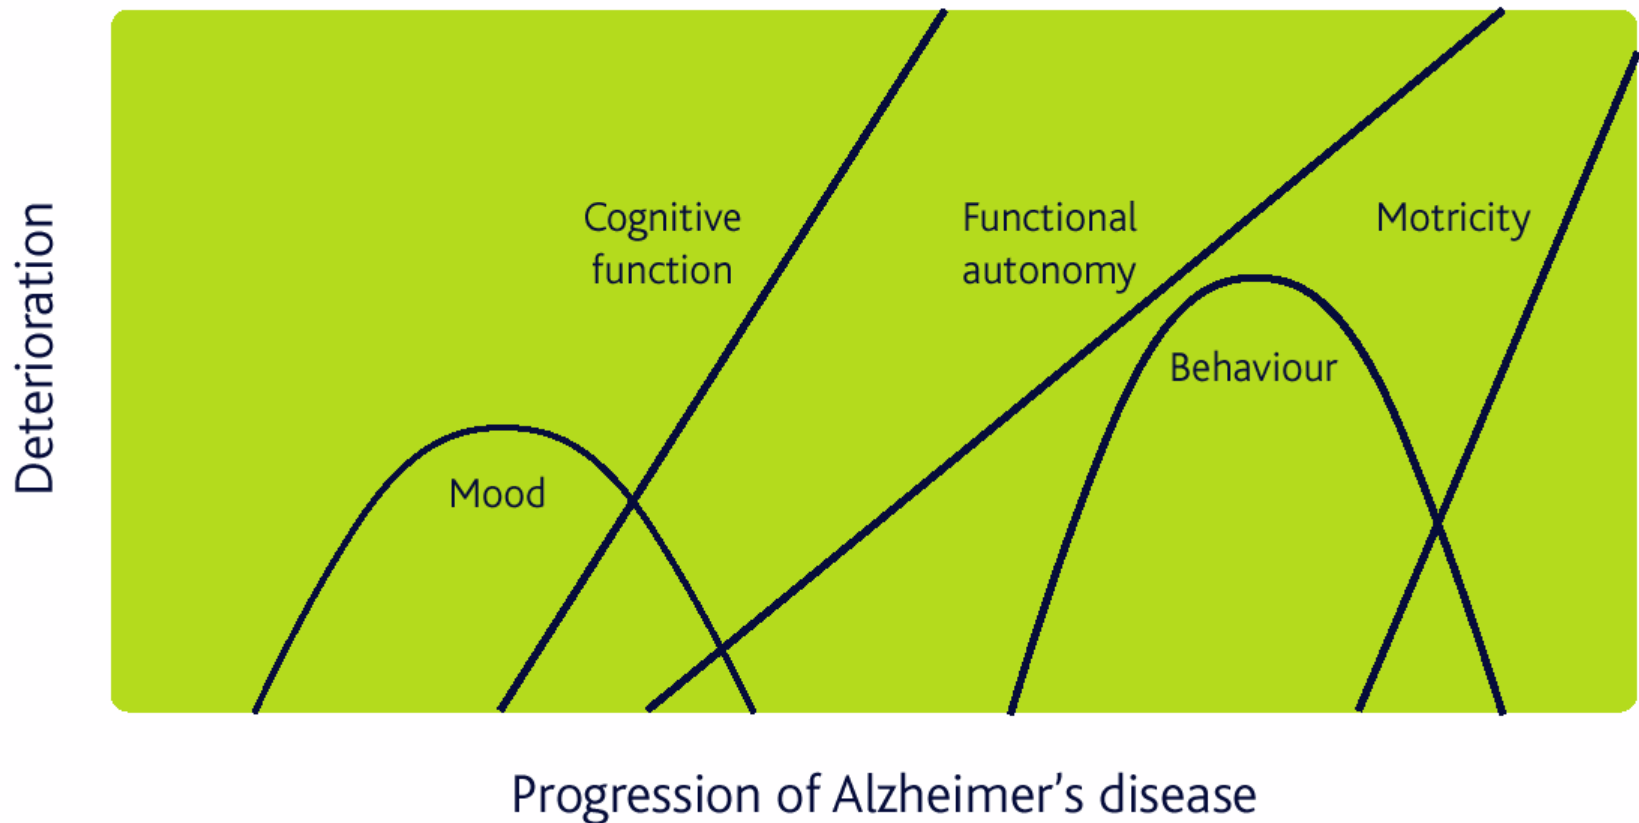 Deterioration
Cognitive
function
Functional
autonomy
Motricity
Behaviour
Mood
Progression of Alzheimer’s disease